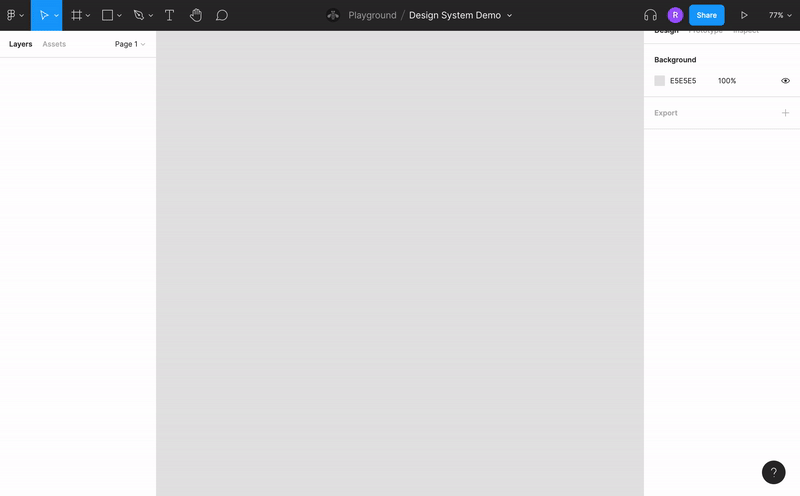 Playground / Design System Demo
R
Share
77%
Layers Assets Page 1
Design Prototype Inspect
Background
E5E5E5 100%
Export
?